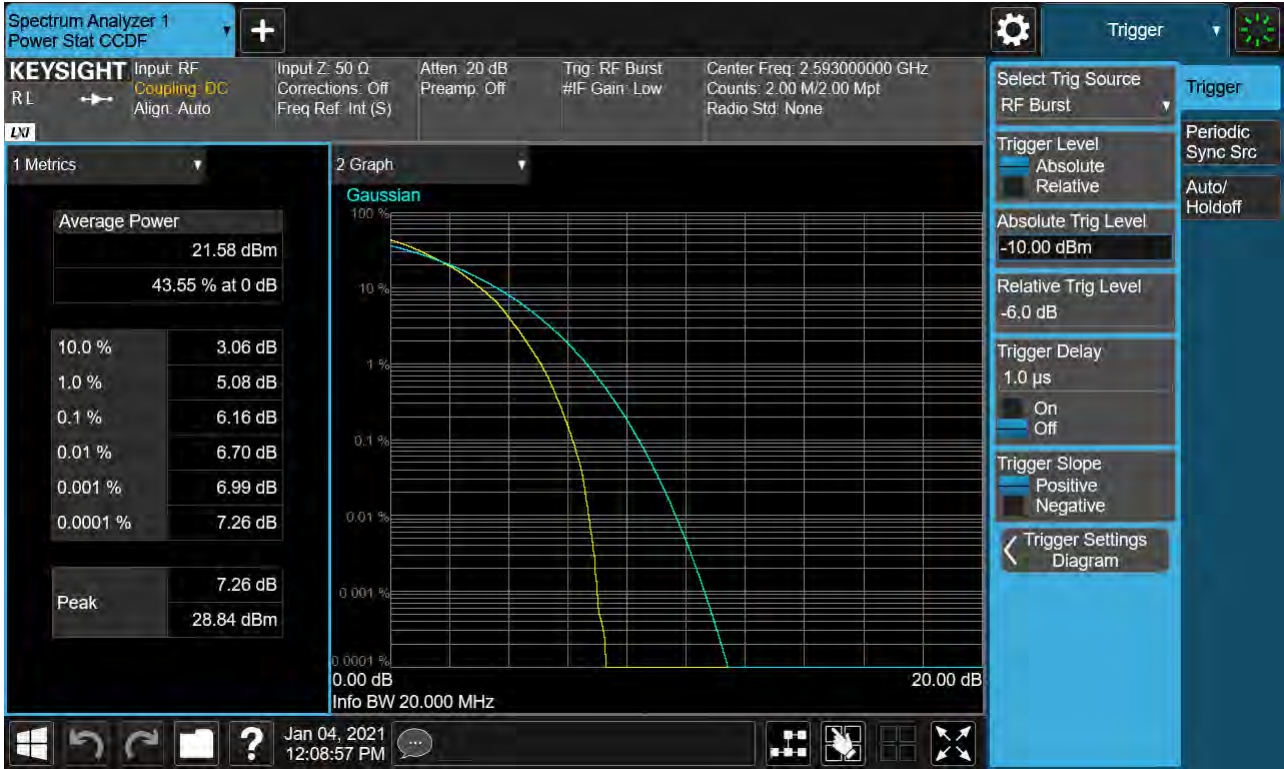 Spectrum Analyzer 1
Power Stat CCDF
+
Trigger
KEYSIGHT
R L
LXI
Input: RF
Coupling: DC
Align: Auto
Input Z: 50 Ω
Corrections: Off
Freq Ref: Int (S)
Atten: 20 dB
Preamp: Off
Trig: RF Burst
#IF Gain: Low
Center Freq: 2.593000000 GHz
Counts: 2.00 M/2.00 Mpt
Radio Std: None
1 Metrics
Average Power
21.58 dBm
43.55 % at 0 dB
10.0 % 3.06 dB
1.0 % 5.08 dB
0.1 % 6.16 dB
0.01 % 6.70 dB
0.001 % 6.99 dB
0.0001 % 7.26 dB
Peak
7.26 dB
28.84 dBm
2 Graph
Gaussian
100 %
10 %
1 %
0.1 %
0.01 %
0.001 %
0.0001 %
0.00 dB 20.00 dB
Info BW 20.000 MHz
Select Trig Source
RF Burst
Trigger Level
Absolute
Relative
Absolute Trig Level
-10.00 dBm
Relative Trig Level
-6.0 dB
Trigger Delay
1.0 µs
On
Off
Trigger Slope
Positive
Negative
Trigger Settings
Diagram
Trigger
Periodic
Sync Src
Auto/
Holdoff
?
Jan 04, 2021
12:08:57 PM